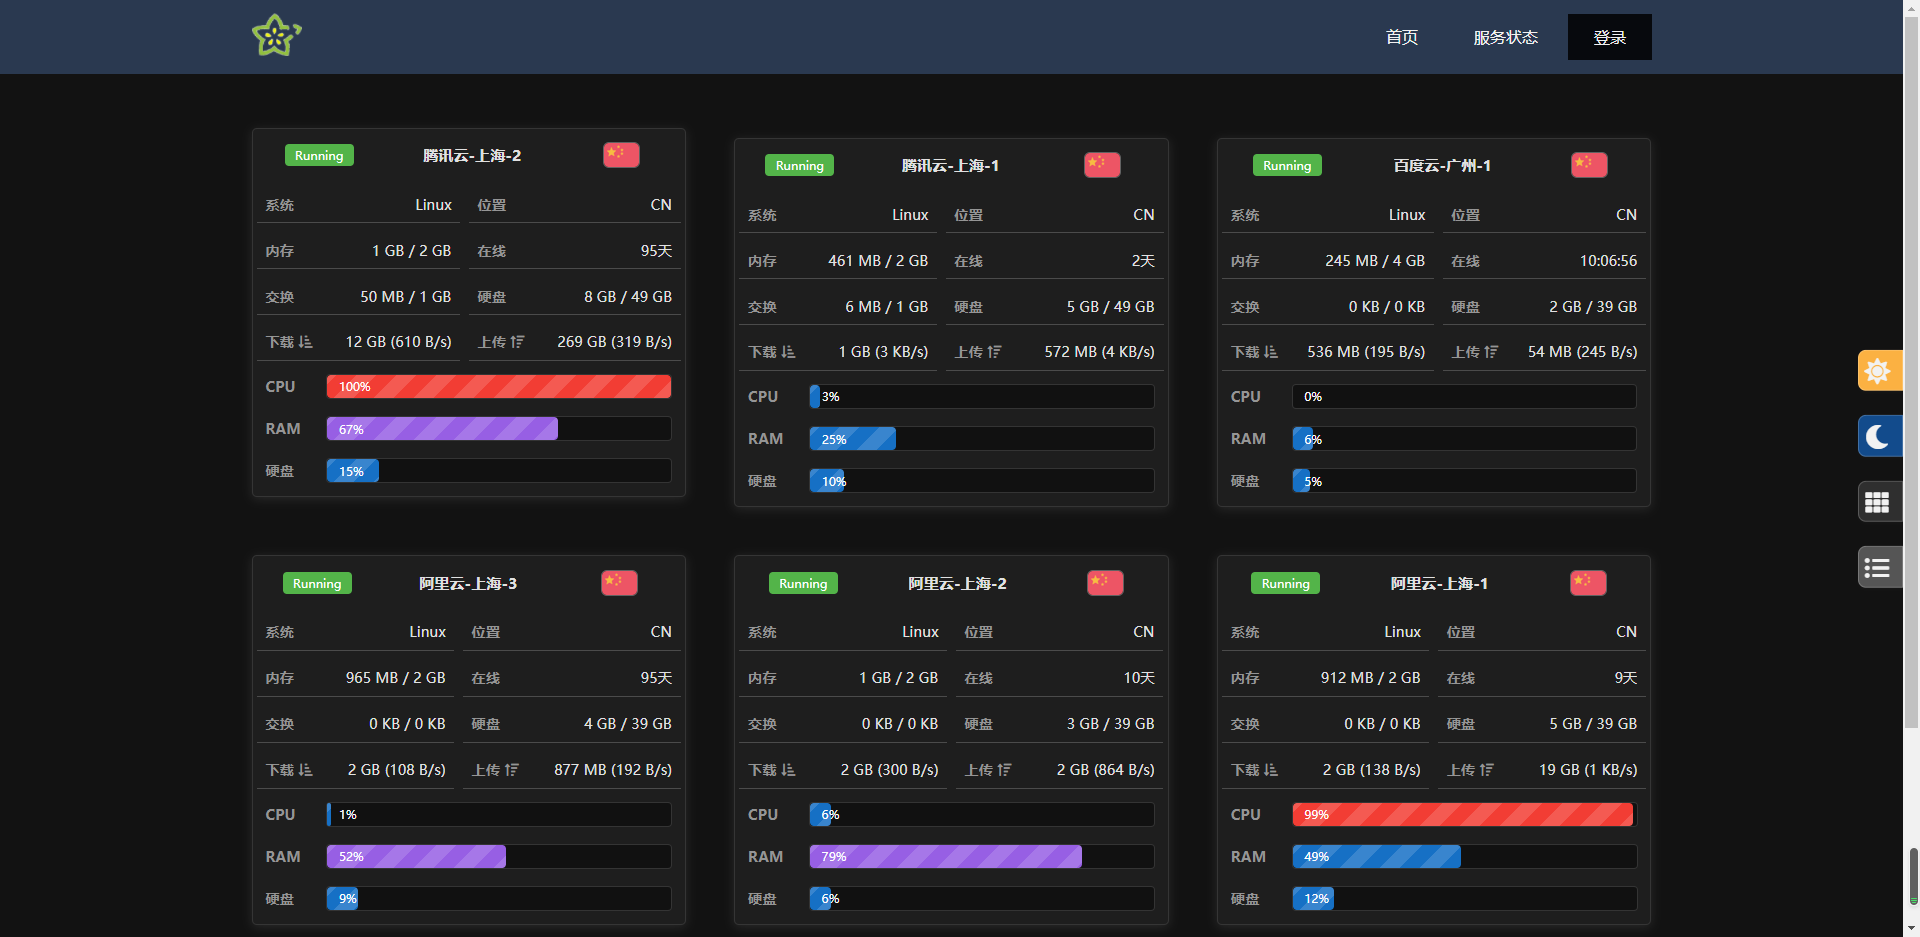 首页 服务状态 登录
Running 腾讯云-上海-2
系统 Linux 位置 CN
内存 1 GB / 2 GB 在线 95天
交换 50 MB / 1 GB 硬盘 8 GB / 49 GB
下载 12 GB (610 B/s) 上传 269 GB (319 B/s)
CPU 100%
RAM 67%
硬盘 15%
Running 腾讯云-上海-1
系统 Linux 位置 CN
内存 461 MB / 2 GB 在线 2天
交换 6 MB / 1 GB 硬盘 5 GB / 49 GB
下载 1 GB (3 KB/s) 上传 572 MB (4 KB/s)
CPU 3%
RAM 25%
硬盘 10%
Running 百度云-广州-1
系统 Linux 位置 CN
内存 245 MB / 4 GB 在线 10:06:56
交换 0 KB / 0 KB 硬盘 2 GB / 39 GB
下载 536 MB (195 B/s) 上传 54 MB (245 B/s)
CPU 0%
RAM 6%
硬盘 5%
Running 阿里云-上海-3
系统 Linux 位置 CN
内存 965 MB / 2 GB 在线 95天
交换 0 KB / 0 KB 硬盘 4 GB / 39 GB
下载 2 GB (108 B/s) 上传 877 MB (192 B/s)
CPU 1%
RAM 52%
硬盘 9%
Running 阿里云-上海-2
系统 Linux 位置 CN
内存 1 GB / 2 GB 在线 10天
交换 0 KB / 0 KB 硬盘 3 GB / 39 GB
下载 2 GB (300 B/s) 上传 2 GB (864 B/s)
CPU 6%
RAM 79%
硬盘 6%
Running 阿里云-上海-1
系统 Linux 位置 CN
内存 912 MB / 2 GB 在线 9天
交换 0 KB / 0 KB 硬盘 5 GB / 39 GB
下载 2 GB (138 B/s) 上传 19 GB (1 KB/s)
CPU 99%
RAM 49%
硬盘 12%